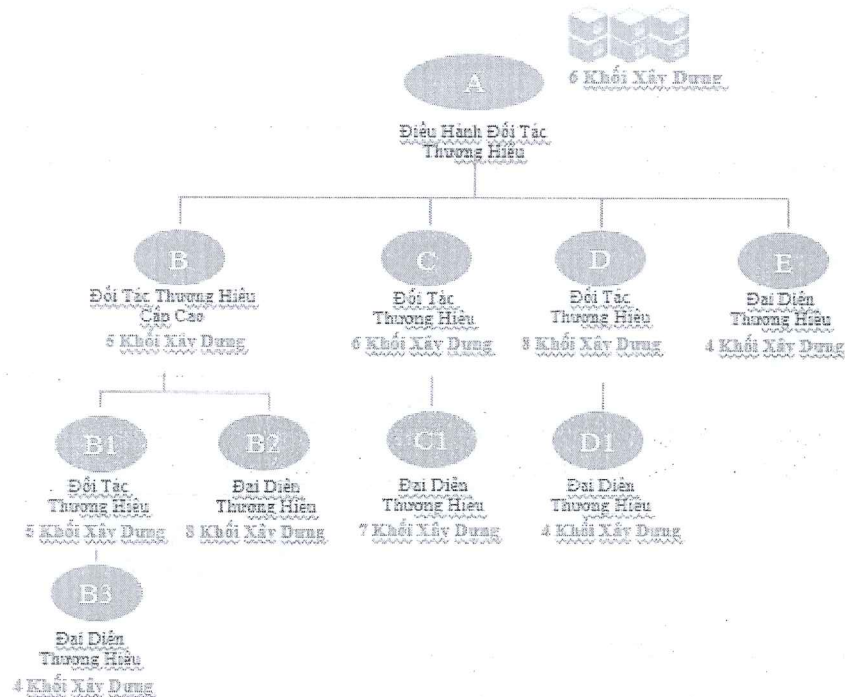 A
6 Khối Xây Dựng
Điều Hành Đối Tác
Thương Hiệu
B
Đối Tác Thương Hiệu
Cấp Cao
5 Khối Xây Dựng
C
Đối Tác
Thương Hiệu
6 Khối Xây Dựng
D
Đối Tác
Thương Hiệu
8 Khối Xây Dựng
E
Đại Diện
Thương Hiệu
4 Khối Xây Dựng
B1
Đối Tác
Thương Hiệu
5 Khối Xây Dựng
B2
Đại Diện
Thương Hiệu
8 Khối Xây Dựng
C1
Đại Diện
Thương Hiệu
7 Khối Xây Dựng
D1
Đại Diện
Thương Hiệu
4 Khối Xây Dựng
B3
Đại Diện
Thương Hiệu
4 Khối Xây Dựng